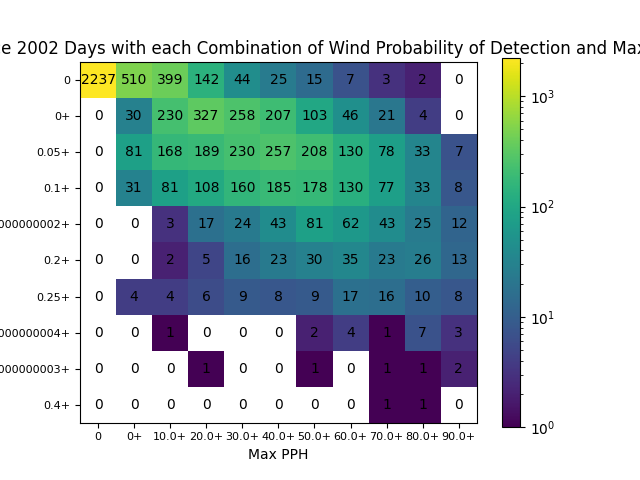 e 2002 Days with each Combination of Wind Probability of Detection and Max
0 2237 510 399 142 44 25 15 7 3 2 0
0+ 0 30 230 327 258 207 103 46 21 4 0
0.05+ 0 81 168 189 230 257 208 130 78 33 7
0.1+ 0 31 81 108 160 185 178 130 77 33 8
000000002+ 0 0 3 17 24 43 81 62 43 25 12
0.2+ 0 0 2 5 16 23 30 35 23 26 13
0.25+ 0 4 4 6 9 8 9 17 16 10 8
000000004+ 0 0 1 0 0 0 2 4 1 7 3
000000003+ 0 0 0 1 0 0 1 0 1 1 2
0.4+ 0 0 0 0 0 0 0 0 1 1 0
0 0+ 10.0+ 20.0+ 30.0+ 40.0+ 50.0+ 60.0+ 70.0+ 80.0+ 90.0+
Max PPH
10³
10²
10¹
10⁰